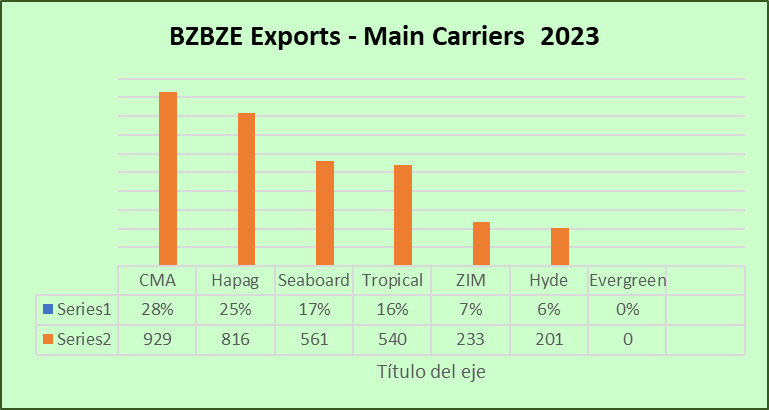 BZBZE Exports - Main Carriers 2023
CMA Hapag Seaboard Tropical ZIM Hyde Evergreen
Series1 28% 25% 17% 16% 7% 6% 0%
Series2 929 816 561 540 233 201 0
Título del eje